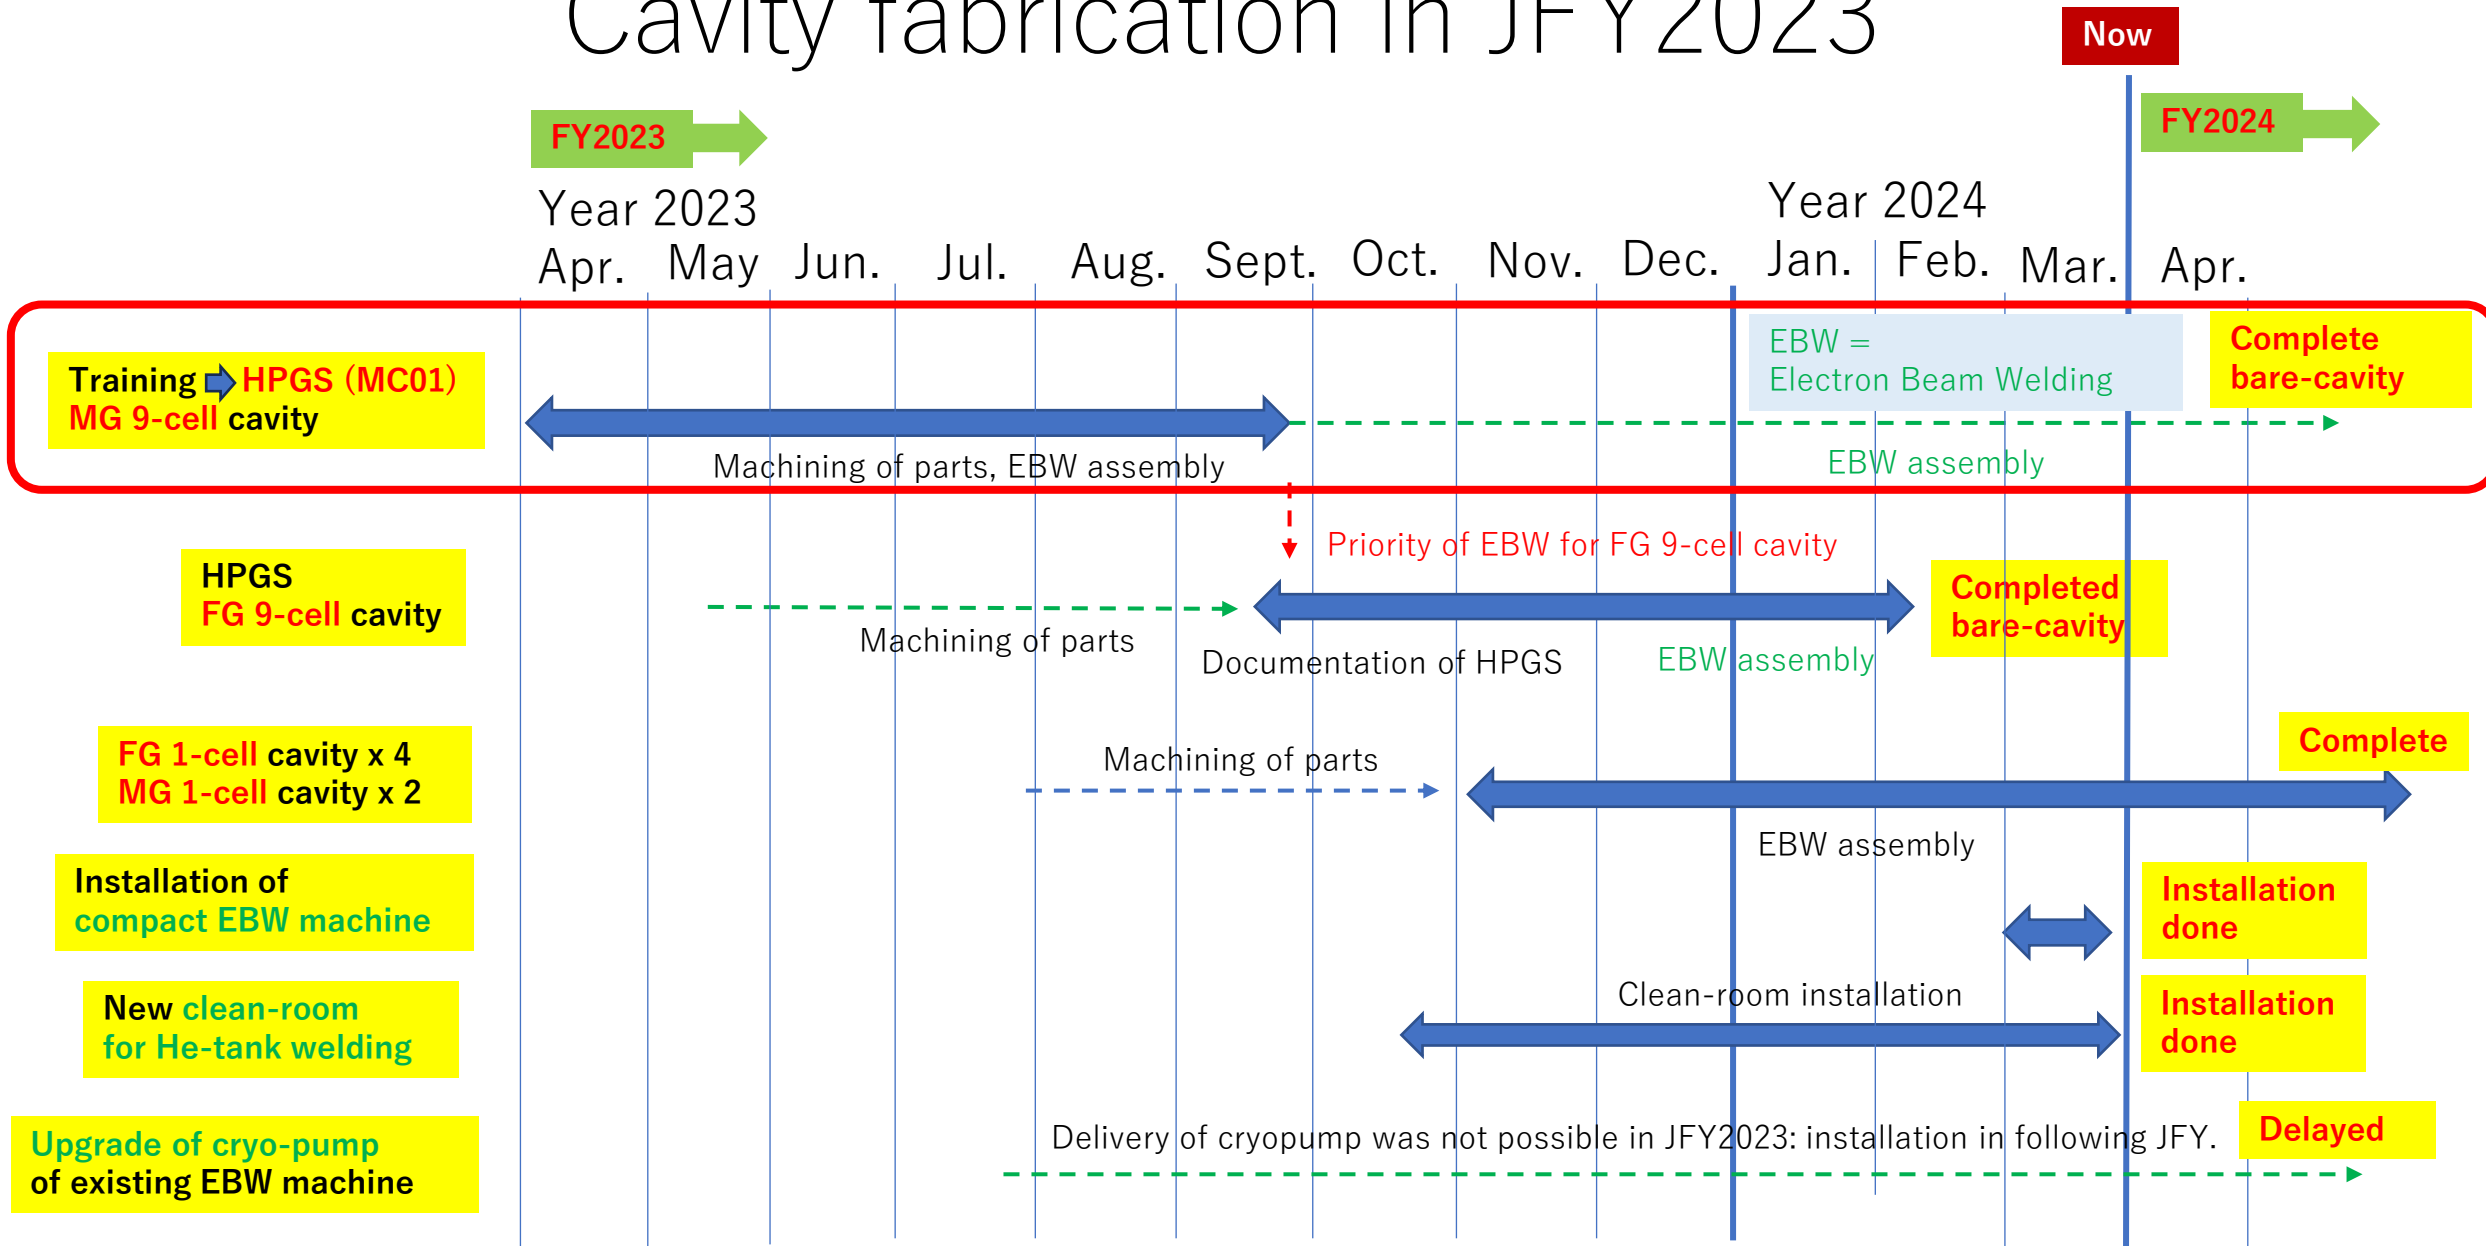 Cavity fabrication in JFY2023
Now
FY2023
FY2024
Year 2023
Year 2024
Apr. May Jun. Jul. Aug. Sept. Oct. Nov. Dec. Jan. Feb. Mar. Apr.
Training HPGS (MC01)
MG 9-cell cavity
Machining of parts, EBW assembly
EBW =
Electron Beam Welding
EBW assembly
Complete
bare-cavity
Priority of EBW for FG 9-cell cavity
HPGS
FG 9-cell cavity
Machining of parts
Documentation of HPGS
EBW assembly
Completed
bare-cavity
FG 1-cell cavity x 4
MG 1-cell cavity x 2
Machining of parts
EBW assembly
Complete
Installation of
compact EBW machine
Installation
done
New clean-room
for He-tank welding
Clean-room installation
Installation
done
Upgrade of cryo-pump
of existing EBW machine
Delivery of cryopump was not possible in JFY2023: installation in following JFY.
Delayed